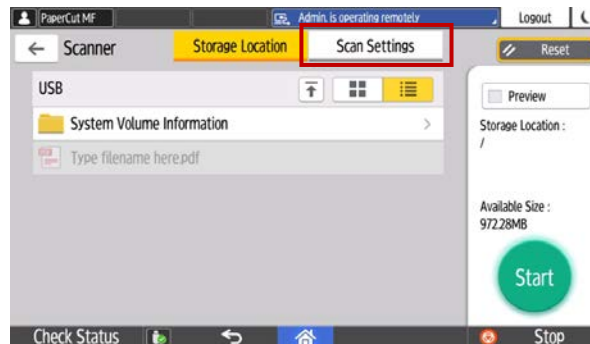 PaperCut MF
Admin. is operating remotely
Logout
Scanner
Storage Location
Scan Settings
Reset
USB
Preview
System Volume Information
Storage Location :
/
Type filename here.pdf
Available Size :
972.28MB
Start
Check Status
Stop